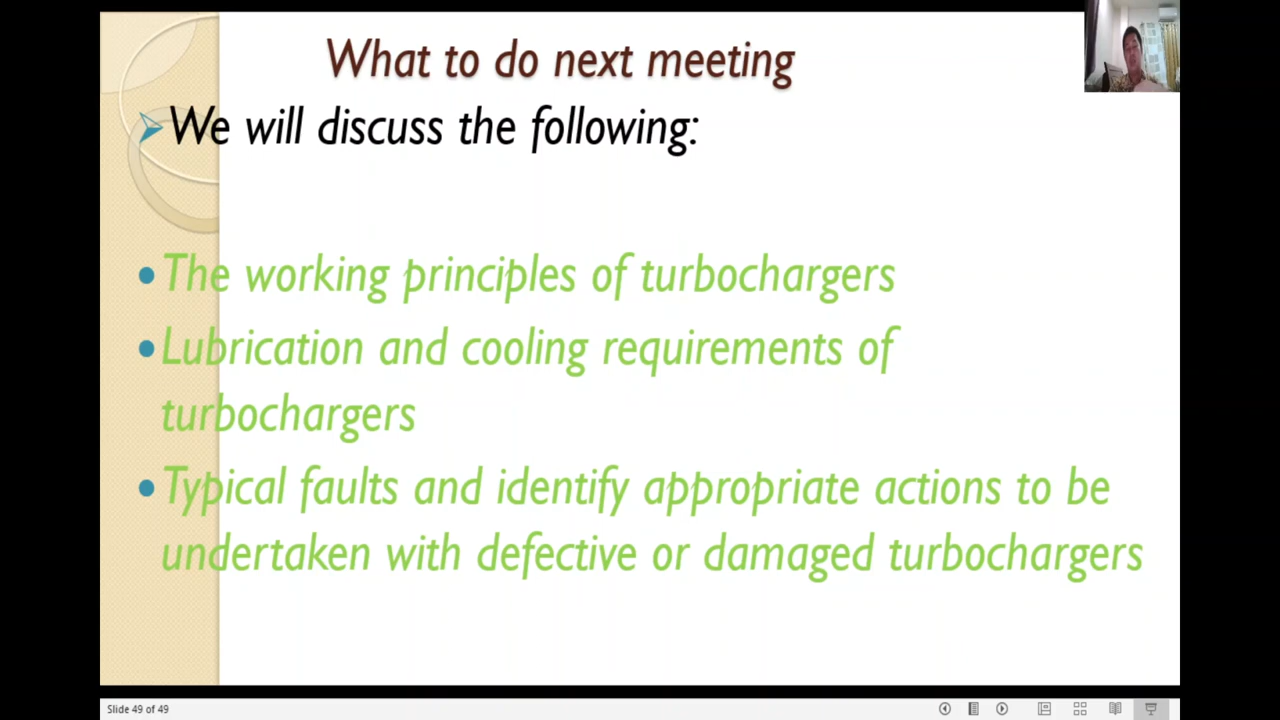 What to do next meeting
We will discuss the following:
The working principles of turbochargers
Lubrication and cooling requirements of
turbochargers
Typical faults and identify appropriate actions to be
undertaken with defective or damaged turbochargers
Slide 49 of 49